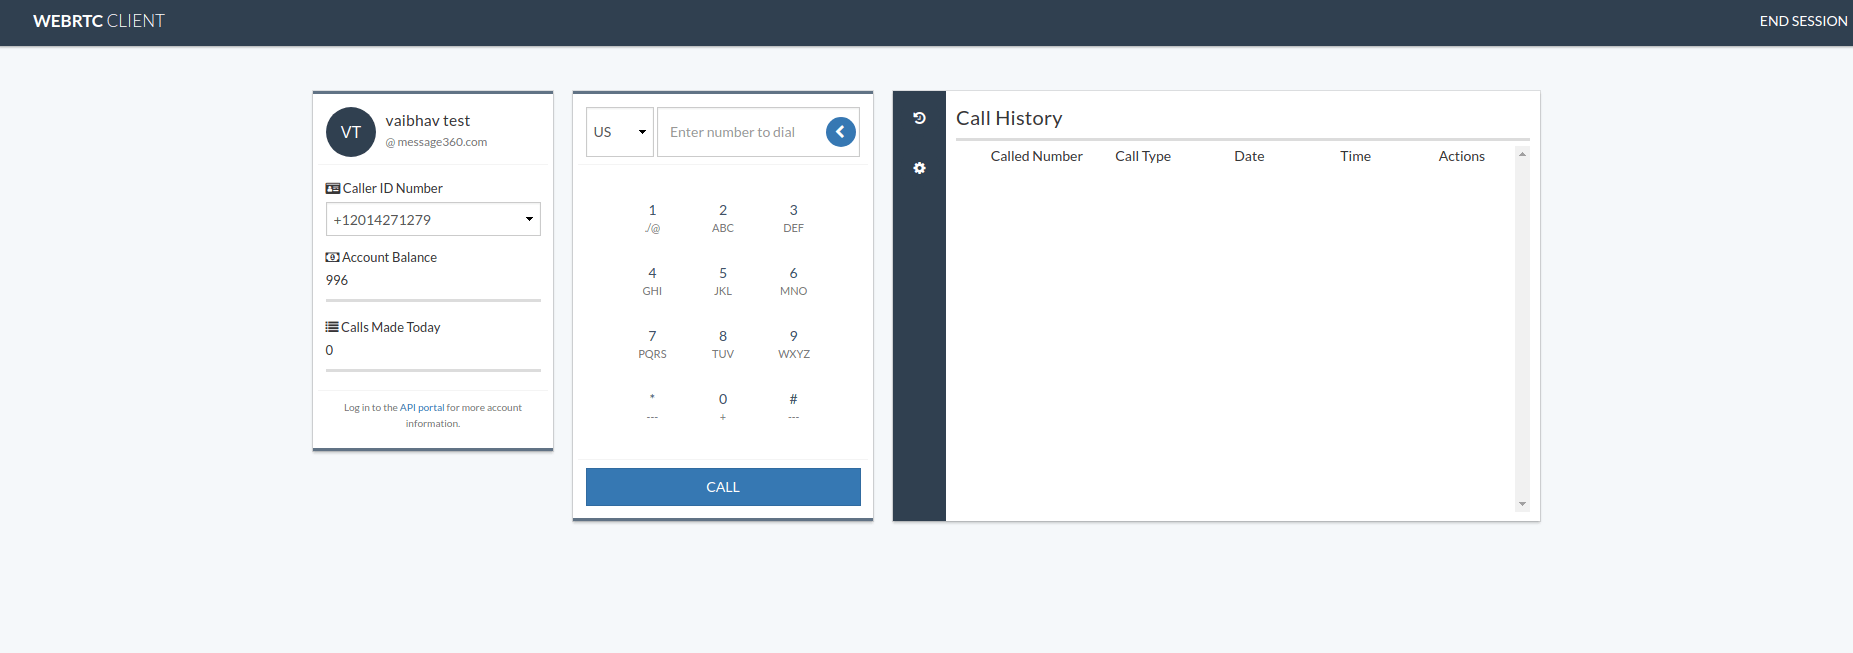 WEBRTC CLIENT
END SESSION
VT
vaibhav test
@ message360.com
Caller ID Number
+12014271279
Account Balance
996
Calls Made Today
0
Log in to the API portal for more account
information.
US
Enter number to dial
1 2 3
./@ ABC DEF
4 5 6
GHI JKL MNO
7 8 9
PQRS TUV WXYZ
* 0 #
--- + ---
CALL
Call History
Called Number Call Type Date Time Actions